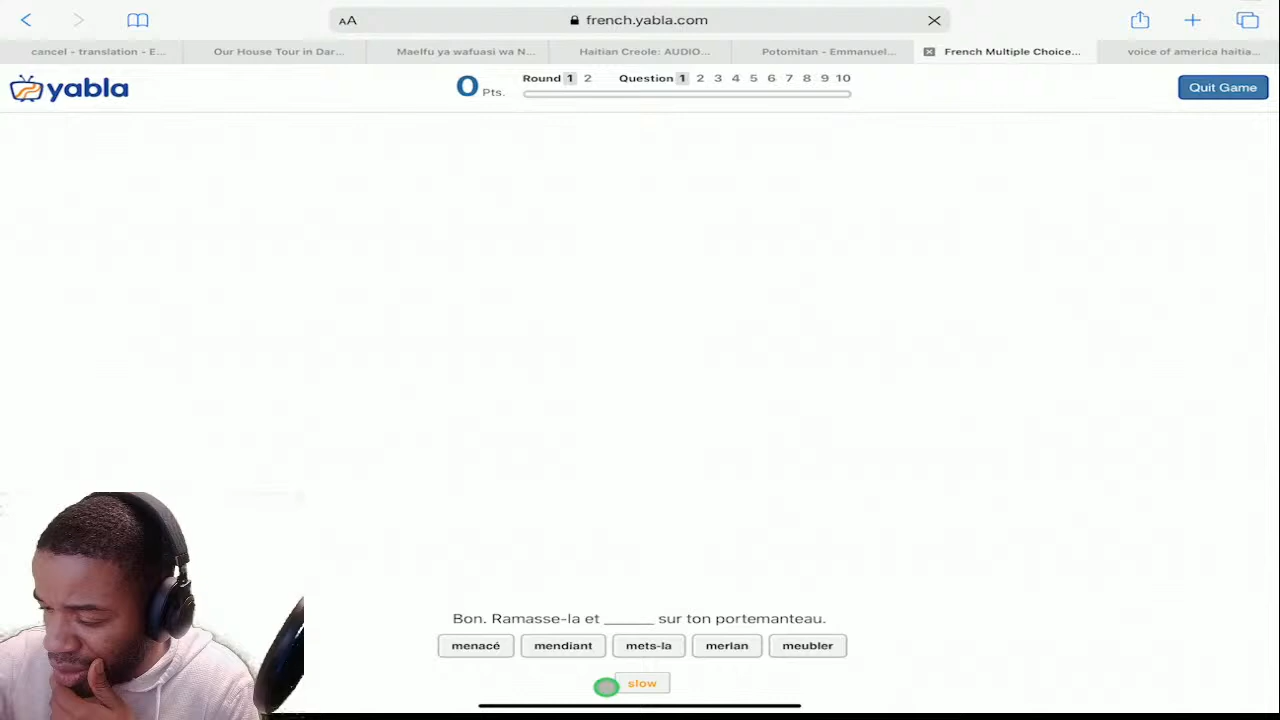 AA french.yabla.com
cancel - translation - E... Our House Tour in Dar... Maelfu ya wafuasi wa N... Haitian Creole: AUDIO... Potomitan - Emmanuel... French Multiple Choice... voice of america haitia...
yabla 0 Pts. Round 1 2 Question 1 2 3 4 5 6 7 8 9 10 Quit Game
Bon. Ramasse-la et ______ sur ton portemanteau.
menacé mendiant mets-la merlan meubler
slow